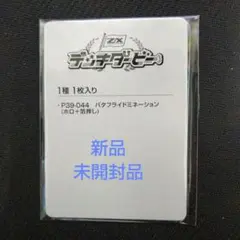 Z/X
デッキダービー
1種 1枚入り
・P39-044　バタフライドミネーション
(ホロ+箔押し)
新品
未開封品